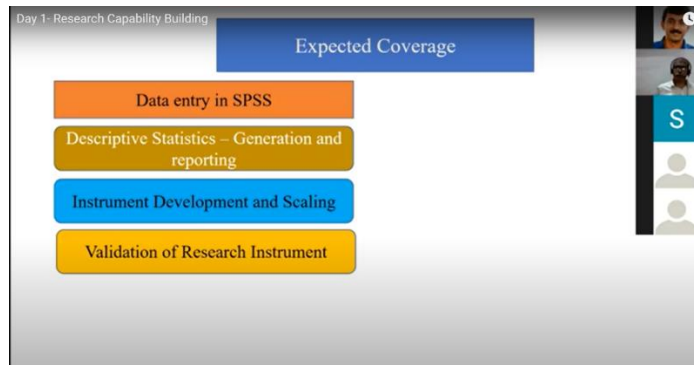 Day 1- Research Capability Building
Expected Coverage
Data entry in SPSS
Descriptive Statistics – Generation and
reporting
Instrument Development and Scaling
Validation of Research Instrument
S